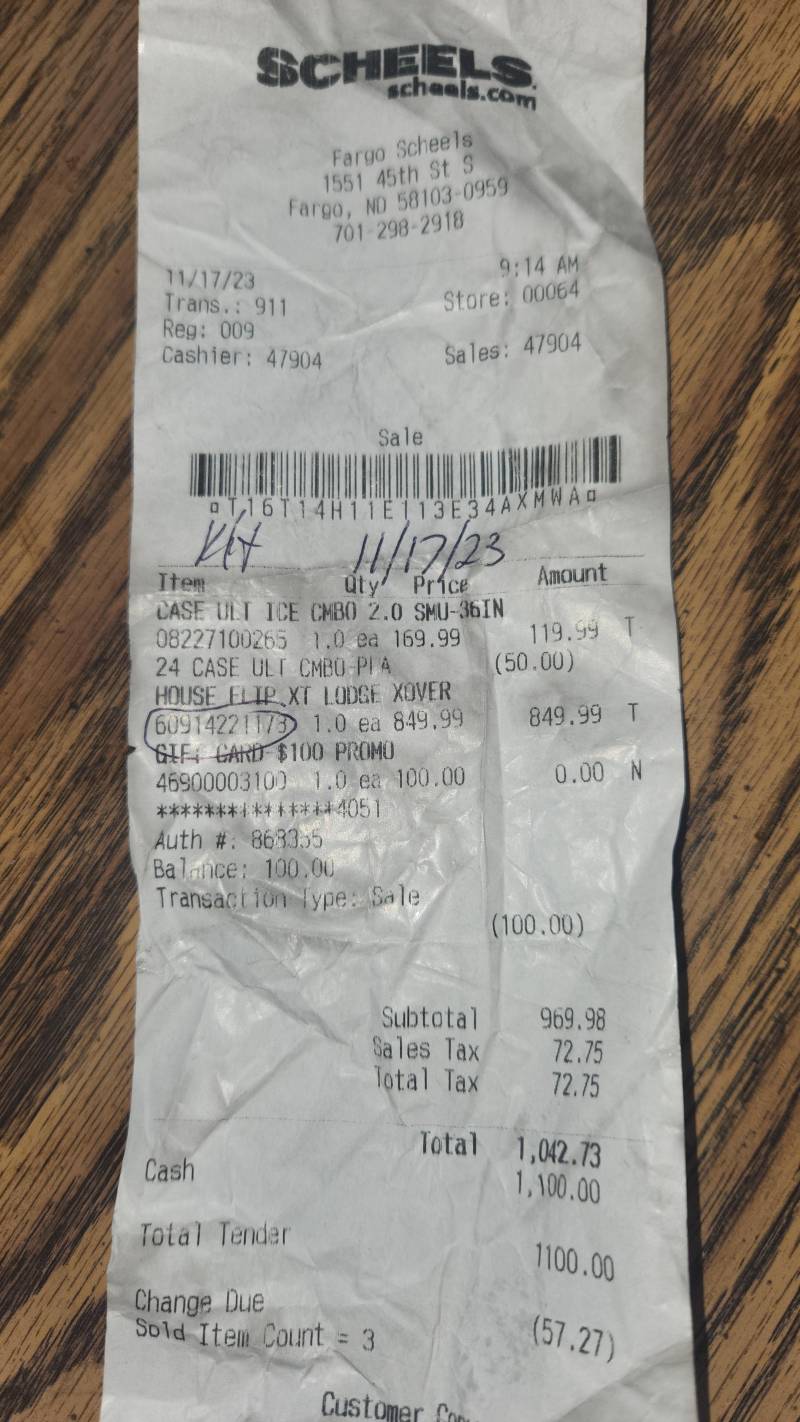 SCHEELS
scheels.com
Fargo Scheels
1551 45th St S
Fargo, ND 58103-0959
701-298-2918
11/17/23 9:14 AM
Trans.: 911 Store: 00064
Reg: 009
Cashier: 47904 Sales: 47904
Sale
T16T14H11E113E34AXMWA
11/17/23
Item Qty Price Amount
CASE ULT ICE CMBO 2.0 SMU-36IN
08227100265 1.0 ea 169.99 119.99 T
24 CASE ULT CMBO-PLA (50.00)
HOUSE FLIP XT LODGE XOVER
60914221173 1.0 ea 849.99 849.99 T
GIFT CARD $100 PROMO
46900003100 1.0 ea 100.00 0.00 N
***************4051
Auth #:
Balance: 100.00
Transaction Type: Sale
(100.00)
Subtotal 969.98
Sales Tax 72.75
Total Tax 72.75
Total 1,042.73
Cash 1,100.00
Total Tender 1100.00
Change Due (57.27)
Sold Item Count = 3
Customer